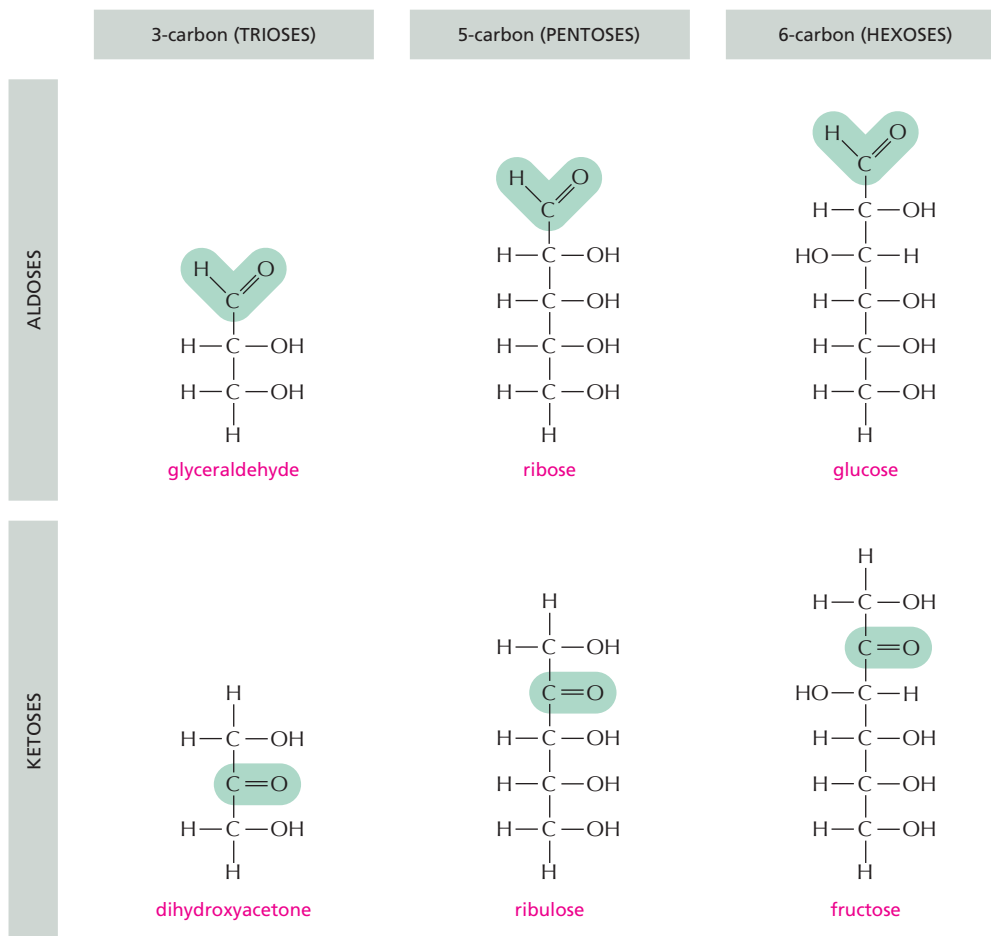 3-carbon (TRIOSES)
5-carbon (PENTOSES)
6-carbon (HEXOSES)
ALDOSES
H O
C
H—C—OH
H—C—OH
H
glyceraldehyde
H O
C
H—C—OH
H—C—OH
H—C—OH
H—C—OH
H
ribose
H O
C
H—C—OH
HO—C—H
H—C—OH
H—C—OH
H—C—OH
H
glucose
KETOSES
H
H—C—OH
C=O
H—C—OH
H
dihydroxyacetone
H
H—C—OH
C=O
H—C—OH
H—C—OH
H—C—OH
H
ribulose
H
H—C—OH
C=O
HO—C—H
H—C—OH
H—C—OH
H—C—OH
H
fructose